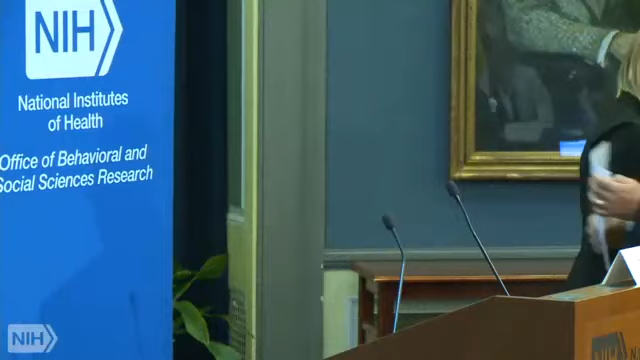 NIH
National Institutes
of Health
Office of Behavioral and
Social Sciences Research
NIH